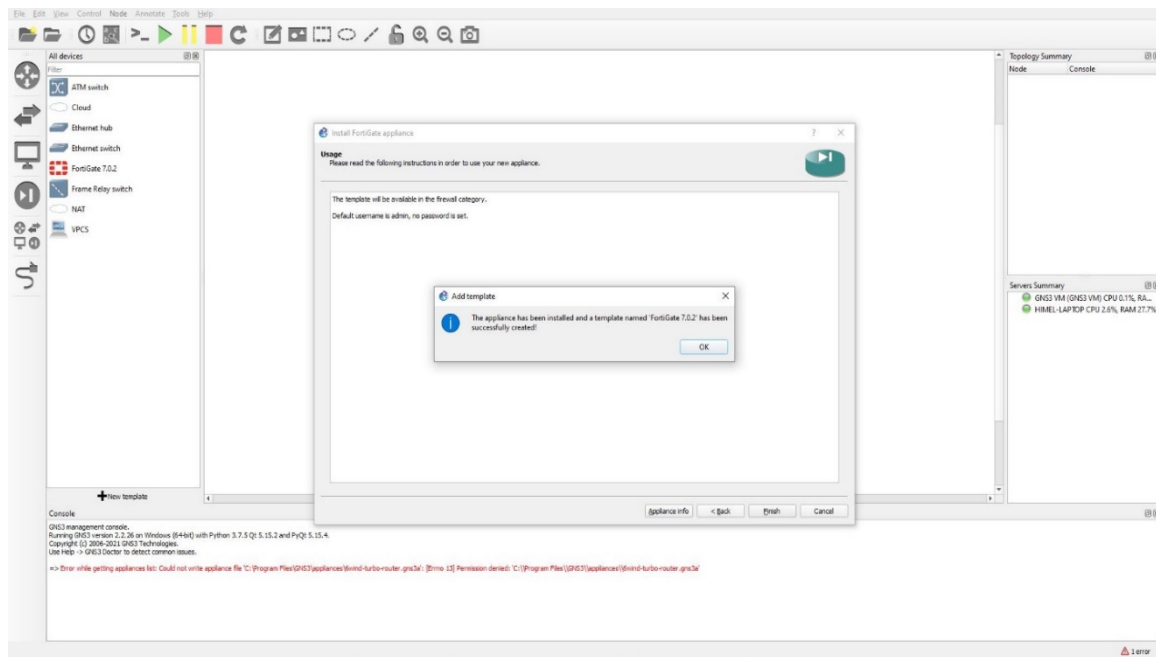 File Edit View Control Node Annotate Tools Help
All devices
Filter
ATM switch
Cloud
Ethernet hub
Ethernet switch
FortiGate 7.0.2
Frame Relay switch
NAT
VPCS
New template
Install FortiGate appliance
Usage
Please read the following instructions in order to use your new appliance.
The template will be available in the firewall category.
Default username is admin, no password is set.
Add template
The appliance has been installed and a template named 'FortiGate 7.0.2' has been
successfully created!
OK
Appliance info < Back Finish Cancel
Topology Summary
Node Console
Servers Summary
GNS3 VM (GNS3 VM) CPU 0.1%, RA...
HIMEL-LAPTOP CPU 2.6%, RAM 27.7%
Console
GNS3 management console.
Running GNS3 version 2.2.26 on Windows (64-bit) with Python 3.7.5 Qt 5.15.2 and PyQt 5.15.4.
Copyright (c) 2006-2021 GNS3 Technologies.
Use Help -> GNS3 Doctor to detect common issues.
=> Error while getting appliances list: Could not write appliance file 'C:\Program Files\GNS3\appliances\6wind-turbo-router.gns3a': [Errno 13] Permission denied: 'C:\\Program Files\\GNS3\\appliances\\6wind-turbo-router.gns3a'
1 error